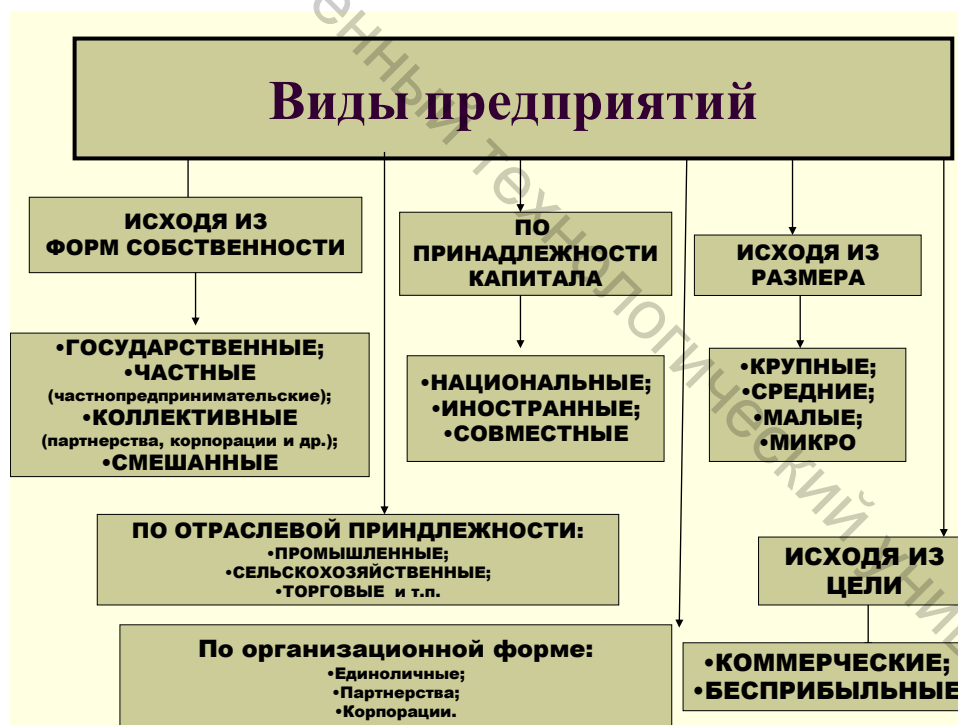 Виды предприятий
ИСХОДЯ ИЗ
ФОРМ СОБСТВЕННОСТИ
•ГОСУДАРСТВЕННЫЕ;
•ЧАСТНЫЕ
(частнопредпринимательские);
•КОЛЛЕКТИВНЫЕ
(партнерства, корпорации и др.);
•СМЕШАННЫЕ
ПО
ПРИНАДЛЕЖНОСТИ
КАПИТАЛА
•НАЦИОНАЛЬНЫЕ;
•ИНОСТРАННЫЕ;
•СОВМЕСТНЫЕ
ИСХОДЯ ИЗ
РАЗМЕРА
•КРУПНЫЕ;
•СРЕДНИЕ;
•МАЛЫЕ;
•МИКРО
ПО ОТРАСЛЕВОЙ ПРИНДЛЕЖНОСТИ:
•ПРОМЫШЛЕННЫЕ;
•СЕЛЬСКОХОЗЯЙСТВЕННЫЕ;
•ТОРГОВЫЕ и т.п.
ИСХОДЯ ИЗ
ЦЕЛИ
•КОММЕРЧЕСКИЕ;
•БЕСПРИБЫЛЬНЫЕ
По организационной форме:
•Единоличные;
•Партнерства;
•Корпорации.
технологический